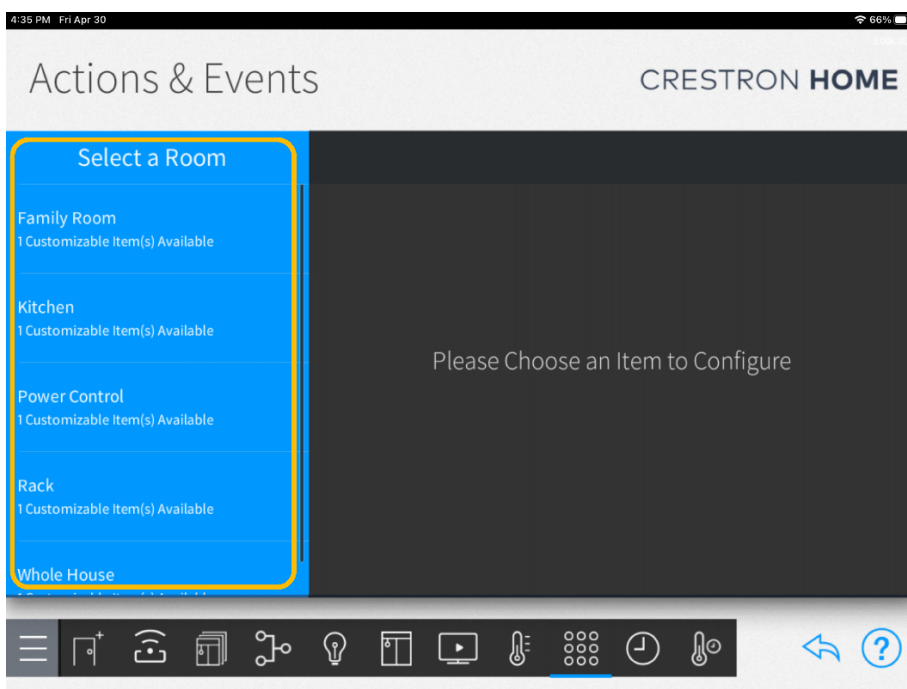 4:35 PM Fri Apr 30
66%
Actions & Events
CRESTRON HOME
Select a Room
Family Room
1 Customizable Item(s) Available
Kitchen
1 Customizable Item(s) Available
Power Control
1 Customizable Item(s) Available
Rack
1 Customizable Item(s) Available
Whole House
Please Choose an Item to Configure
?